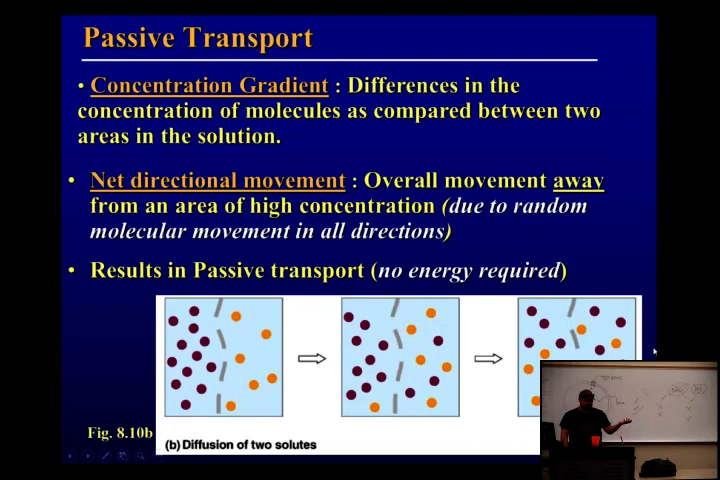 Passive Transport
• Concentration Gradient : Differences in the
concentration of molecules as compared between two
areas in the solution.
• Net directional movement : Overall movement away
from an area of high concentration (due to random
molecular movement in all directions)
• Results in Passive transport (no energy required)
Fig. 8.10b
(b) Diffusion of two solutes